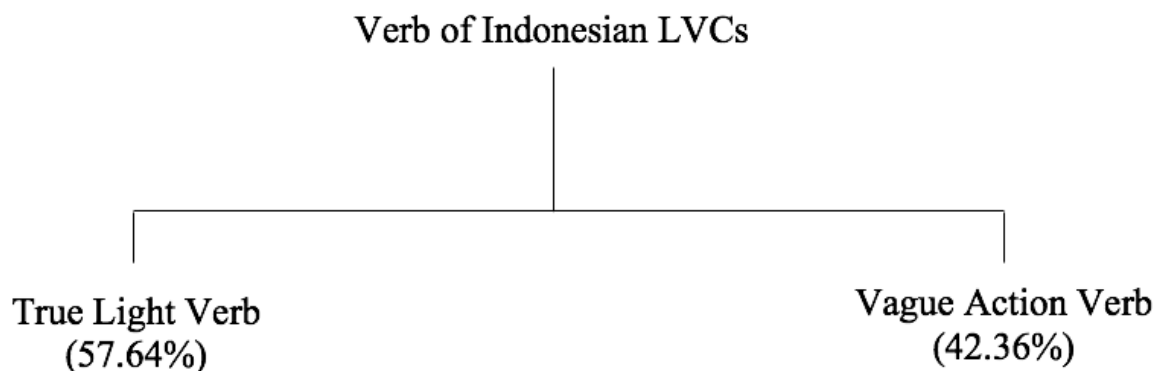 Verb of Indonesian LVCs
True Light Verb
(57.64%)
Vague Action Verb
(42.36%)